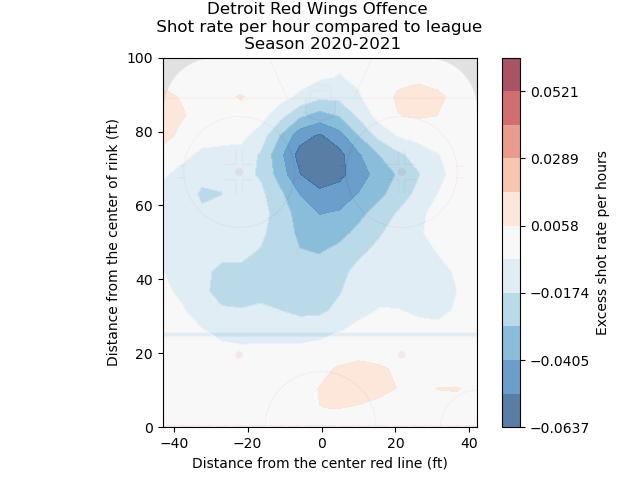 Detroit Red Wings Offence
Shot rate per hour compared to league
Season 2020-2021
100
80
60
40
20
0
−40
−20
0
20
40
Distance from the center of rink (ft)
Distance from the center red line (ft)
0.0521
0.0289
0.0058
−0.0174
−0.0405
−0.0637
Excess shot rate per hours